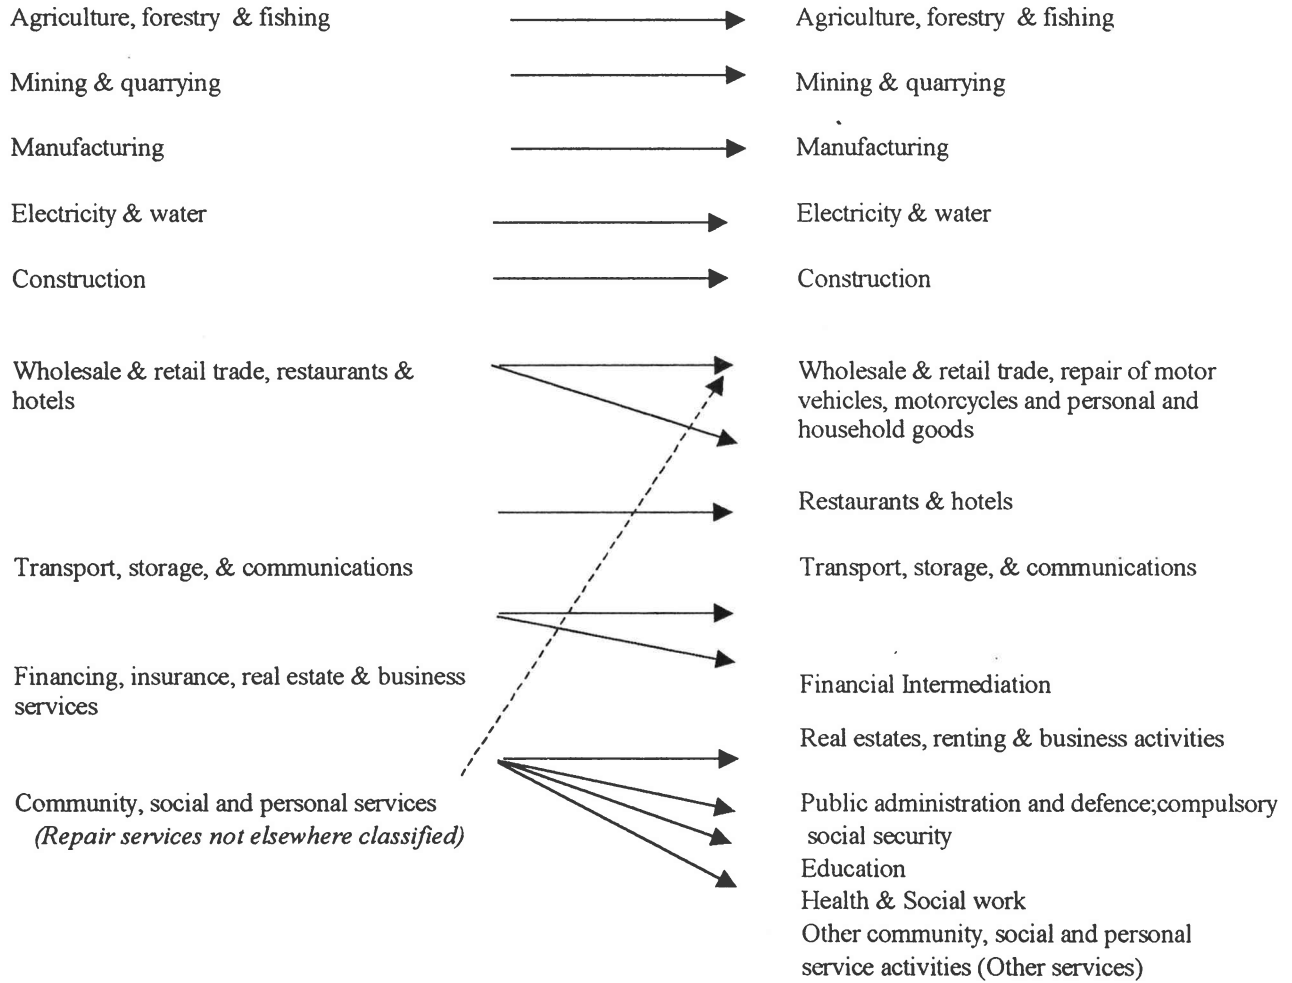 Agriculture, forestry & fishing
Agriculture, forestry & fishing
Mining & quarrying
Mining & quarrying
Manufacturing
Manufacturing
Electricity & water
Electricity & water
Construction
Construction
Wholesale & retail trade, restaurants &
hotels
Wholesale & retail trade, repair of motor
vehicles, motorcycles and personal and
household goods
Restaurants & hotels
Transport, storage, & communications
Transport, storage, & communications
Financing, insurance, real estate & business
services
Financial Intermediation
Real estates, renting & business activities
Community, social and personal services
(Repair services not elsewhere classified)
Public administration and defence;compulsory
social security
Education
Health & Social work
Other community, social and personal
service activities (Other services)